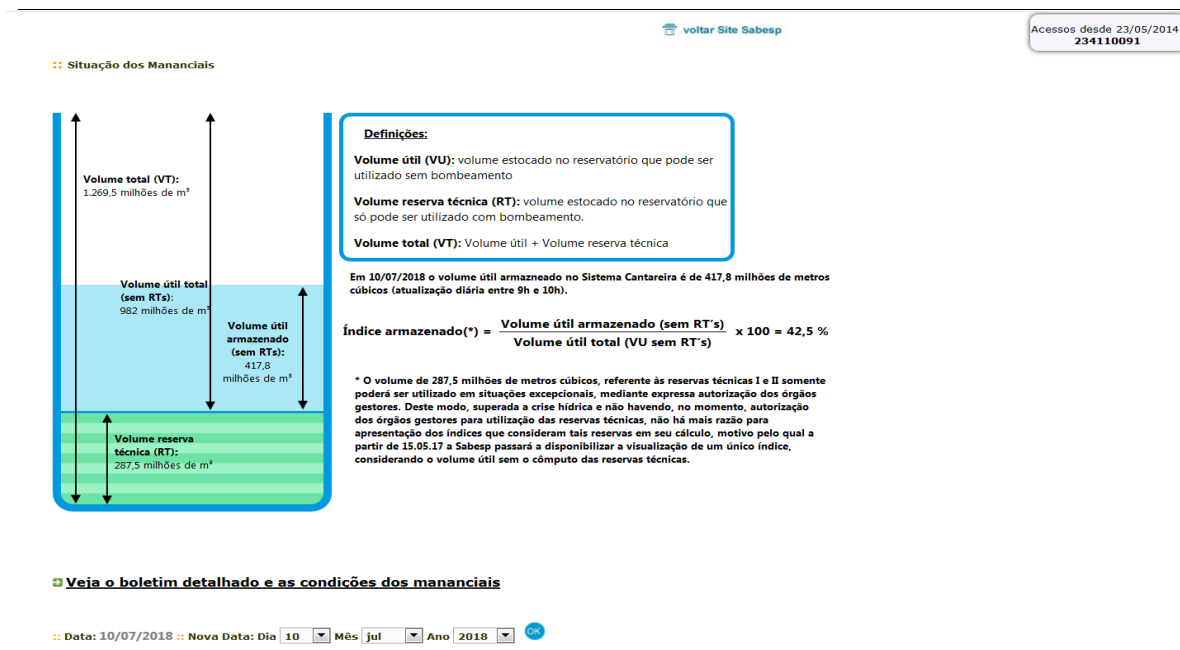 voltar Site Sabesp
Acessos desde 23/05/2014
234110091
:: Situação dos Mananciais
Volume total (VT):
1.269,5 milhões de m³
Volume útil total
(sem RTs):
982 milhões de m³
Volume útil
armazenado
(sem RTs):
417,8
milhões de m³
Volume reserva
técnica (RT):
287,5 milhões de m³
Definições:
Volume útil (VU): volume estocado no reservatório que pode ser
utilizado sem bombeamento
Volume reserva técnica (RT): volume estocado no reservatório que
só pode ser utilizado com bombeamento.
Volume total (VT): Volume útil + Volume reserva técnica
Em 10/07/2018 o volume útil armazneado no Sistema Cantareira é de 417,8 milhões de metros
cúbicos (atualização diária entre 9h e 10h).
Índice armazenado(*) = Volume útil armazenado (sem RT's) x 100 = 42,5 %
Volume útil total (VU sem RT's)
* O volume de 287,5 milhões de metros cúbicos, referente às reservas técnicas I e II somente
poderá ser utilizado em situações excepcionais, mediante expressa autorização dos órgãos
gestores. Deste modo, superada a crise hídrica e não havendo, no momento, autorização
dos órgãos gestores para utilização das reservas técnicas, não há mais razão para
apresentação dos índices que consideram tais reservas em seu cálculo, motivo pelo qual a
partir de 15.05.17 a Sabesp passará a disponibilizar a visualização de um único índice,
considerando o volume útil sem o cômputo das reservas técnicas.
Veja o boletim detalhado e as condições dos mananciais
:: Data: 10/07/2018 :: Nova Data: Dia 10 Mês jul Ano 2018 OK